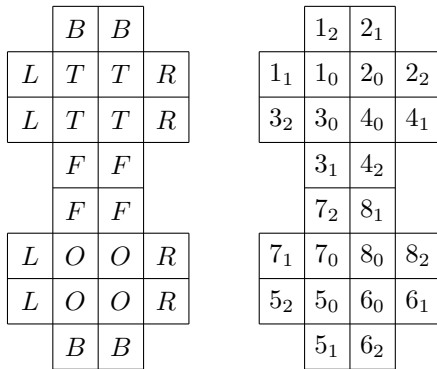 B B 1₂ 2₁
L T T R 1₁ 1₀ 2₀ 2₂
L T T R 3₂ 3₀ 4₀ 4₁
F F 3₁ 4₂
F F 7₂ 8₁
L O O R 7₁ 7₀ 8₀ 8₂
L O O R 5₂ 5₀ 6₀ 6₁
B B 5₁ 6₂